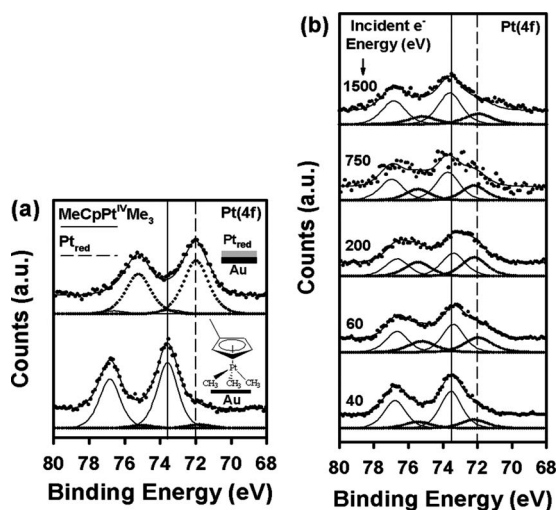 (a)
MeCpPt^IV Me₃
Pt_red
Pt(4f)
Pt_red
Au
CH₃
Pt
CH₃ CH₃ CH₃
Au
Counts (a.u.)
80 78 76 74 72 70 68
Binding Energy (eV)
(b)
Incident e⁻
Energy (eV)
Pt(4f)
1500
750
200
60
40
Counts (a.u.)
80 78 76 74 72 70 68
Binding Energy (eV)